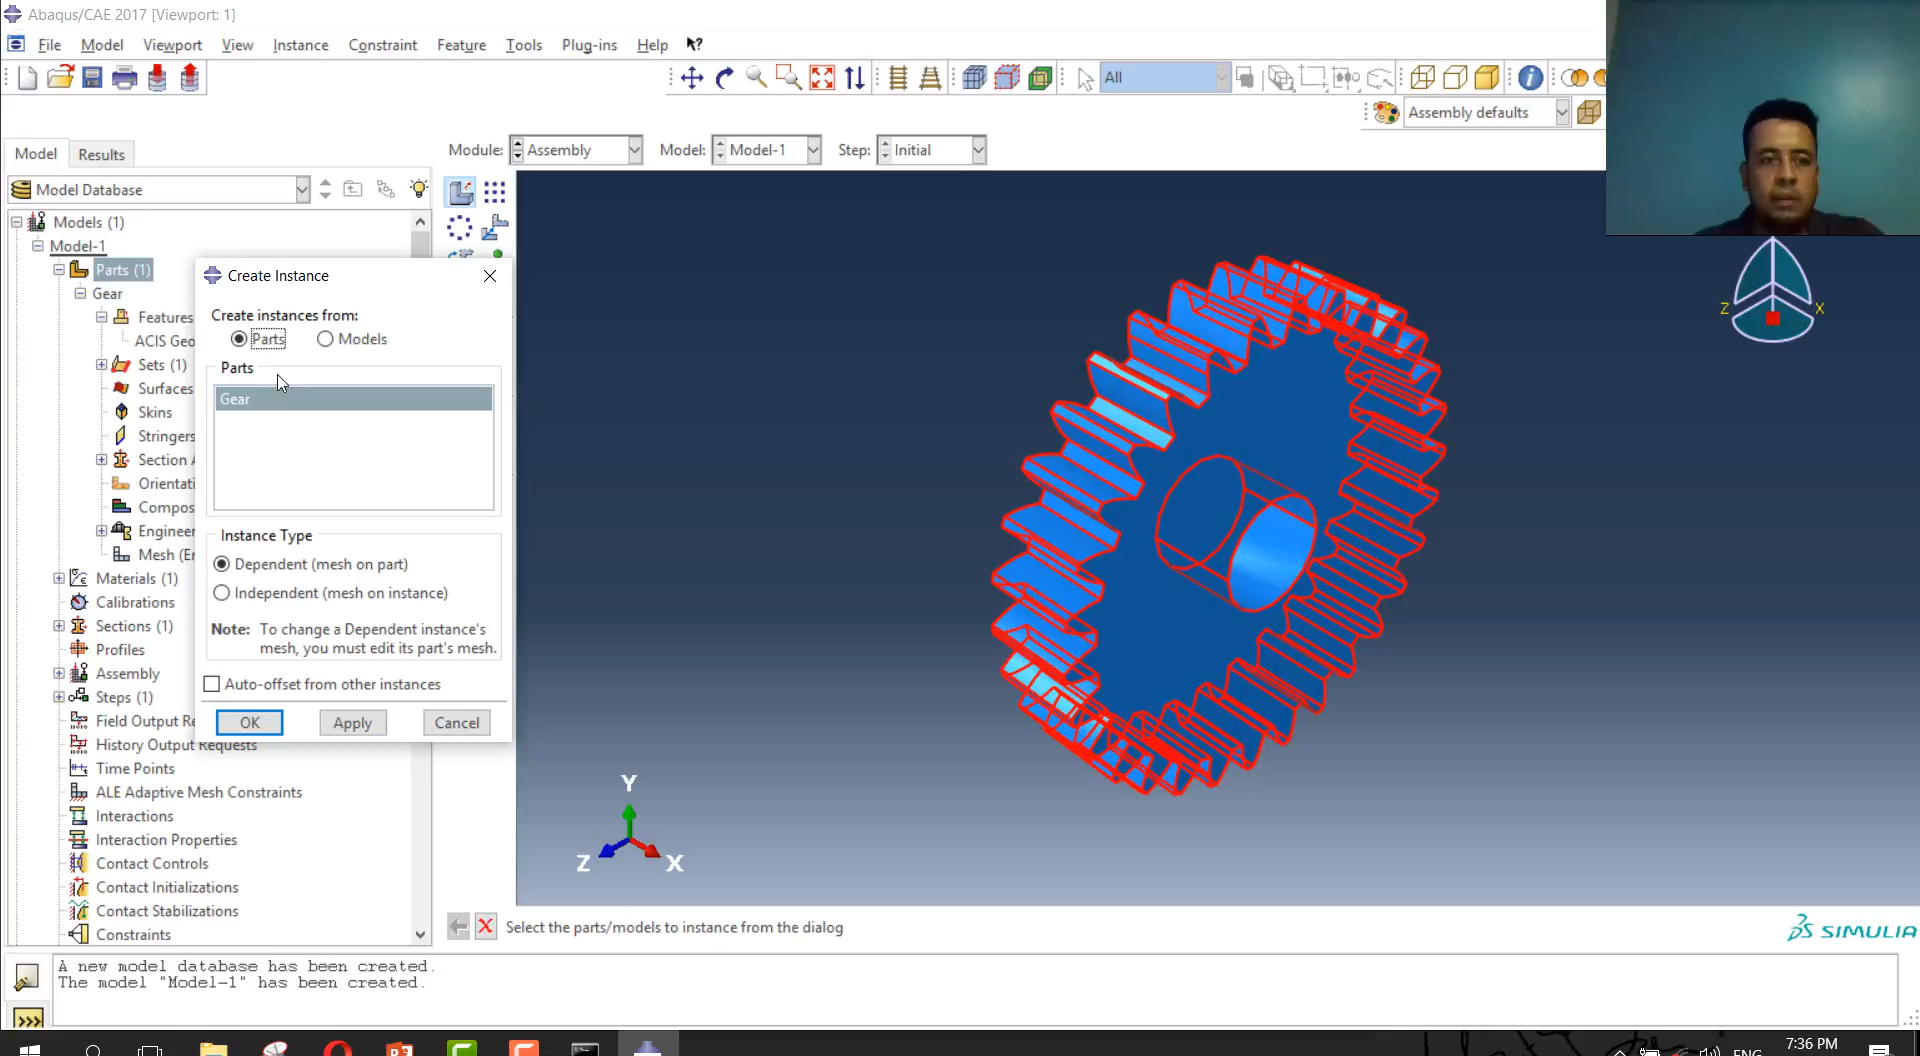 Abaqus/CAE 2017 [Viewport: 1]
File Model Viewport View Instance Constraint Feature Tools Plug-ins Help
All
Assembly defaults
Model Results
Module: Assembly Model: Model-1 Step: Initial
Model Database
Models (1)
Model-1
Parts (1)
Gear
Features
ACIS Geo
Sets (1)
Surfaces
Skins
Stringers
Section A
Orientati
Compos
Engineer
Mesh (E
Materials (1)
Calibrations
Sections (1)
Profiles
Assembly
Steps (1)
Field Output Re
History Output Requests
Time Points
ALE Adaptive Mesh Constraints
Interactions
Interaction Properties
Contact Controls
Contact Initializations
Contact Stabilizations
Constraints
Create Instance
Create instances from:
Parts Models
Parts
Gear
Instance Type
Dependent (mesh on part)
Independent (mesh on instance)
Note: To change a Dependent instance's
mesh, you must edit its part's mesh.
Auto-offset from other instances
OK Apply Cancel
Z X
Y
Z X
Select the parts/models to instance from the dialog
SIMULIA
A new model database has been created.
The model "Model-1" has been created.
>>>
ENG 7:36 PM